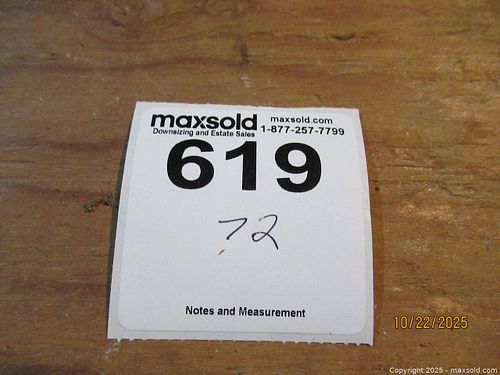 maxsold maxsold.com
Downsizing and Estate Sales 1-877-257-7799
619
72
Notes and Measurement
10/22/2025
Copyright © 2025 - maxsold.com